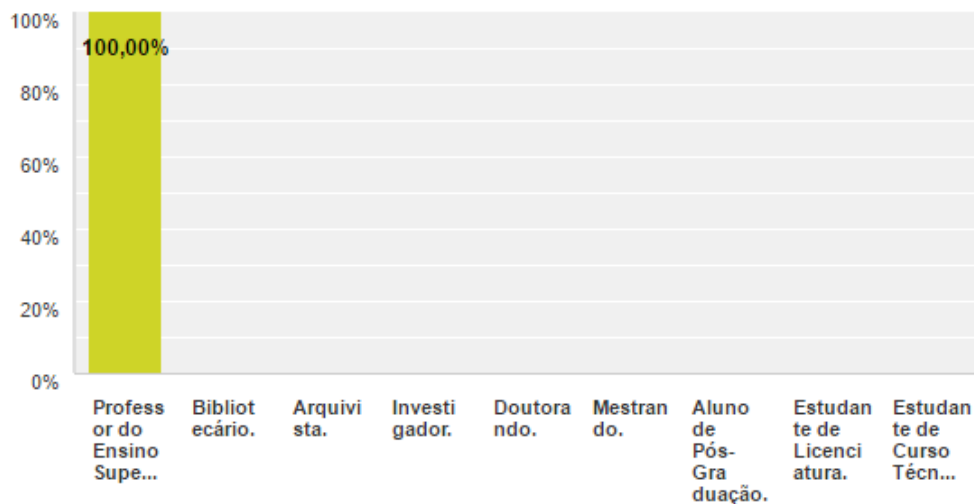 100%
100,00%
80%
60%
40%
20%
0%
Profess
or do
Ensino
Supe...
Bibliot
ecário.
Arquivi
sta.
Investi
gador.
Doutora
ndo.
Mestran
do.
Aluno
de
Pós-
Gra
duação.
Estudan
te de
Licenci
atura.
Estudan
te de
Curso
Técn...